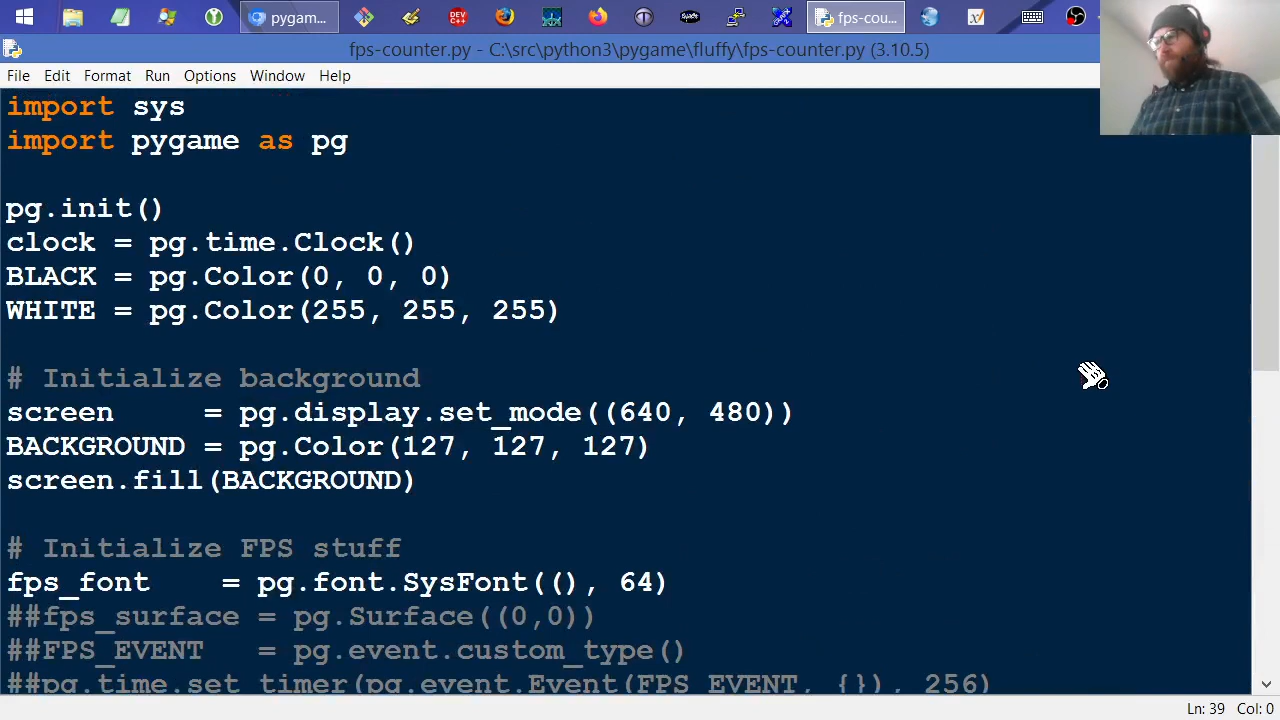 pygam...
DEV C++
fps-cou...
fps-counter.py - C:\src\python3\pygame\fluffy\fps-counter.py (3.10.5)
File Edit Format Run Options Window Help
import sys
import pygame as pg
pg.init()
clock = pg.time.Clock()
BLACK = pg.Color(0, 0, 0)
WHITE = pg.Color(255, 255, 255)
# Initialize background
screen     = pg.display.set_mode((640, 480))
BACKGROUND = pg.Color(127, 127, 127)
screen.fill(BACKGROUND)
# Initialize FPS stuff
fps_font    = pg.font.SysFont((), 64)
##fps_surface = pg.Surface((0,0))
##FPS_EVENT   = pg.event.custom_type()
##pg.time.set_timer(pg.event.Event(FPS_EVENT, {}), 256)
Ln: 39 Col: 0